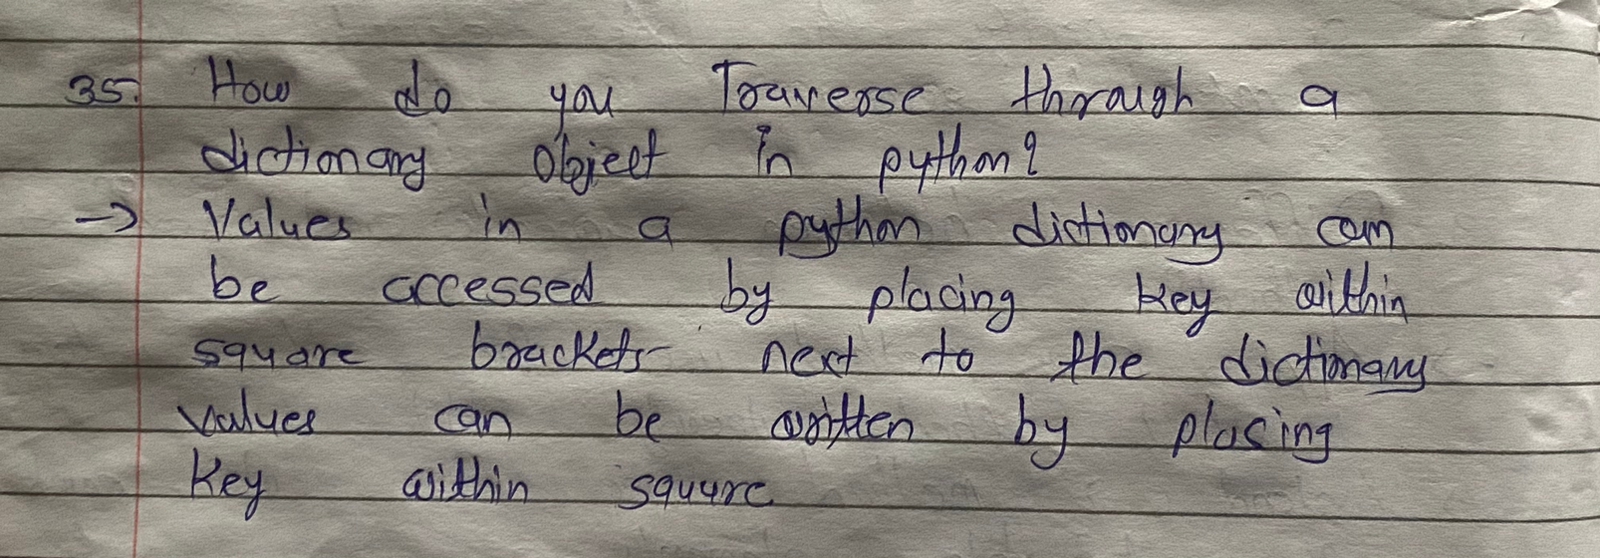 35. How do you Traverse through a
dictionary object in python?
→ Values in a python dictionary can
be accessed by placing key within
square brackets next to the dictionary
values can be written by plasing
key within square